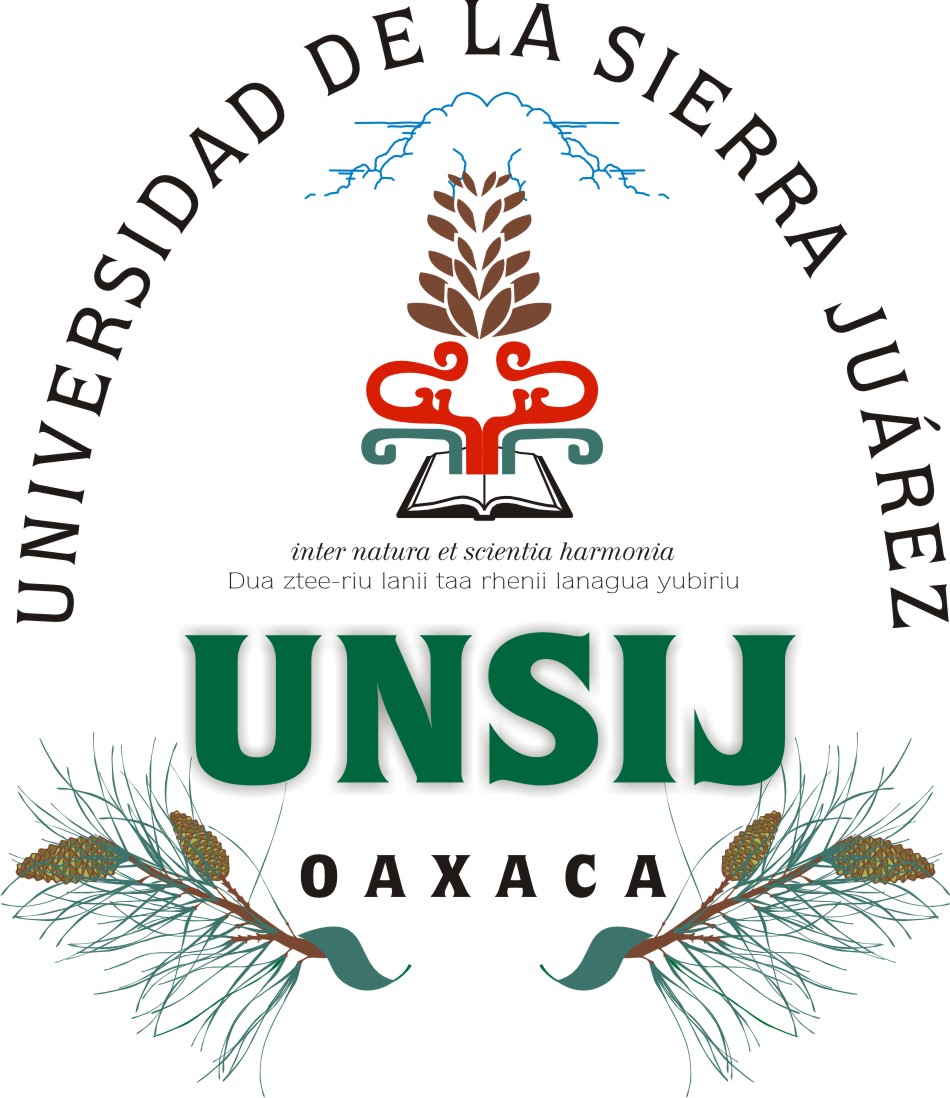 UNIVERSIDAD DE LA SIERRA JUÁREZ
inter natura et scientia harmonia
Dua ztee-riu lanii taa rhenii lanagua yubiriu
UNSIJ
OAXACA